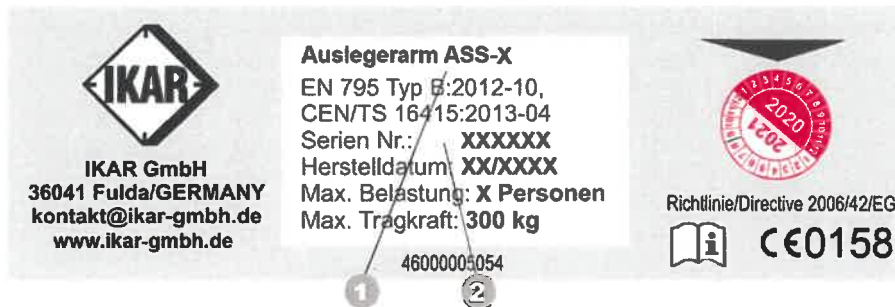 IKAR
IKAR GmbH
36041 Fulda/GERMANY
kontakt@ikar-gmbh.de
www.ikar-gmbh.de
Auslegerarm ASS-X
EN 795 Typ B:2012-10,
CEN/TS 16415:2013-04
Serien Nr.: XXXXXX
Herstelldatum: XX/XXXX
Max. Belastung: X Personen
Max. Tragkraft: 300 kg
46000005054
1
2
2020
2021
Richtlinie/Directive 2006/42/EG
i
CE0158